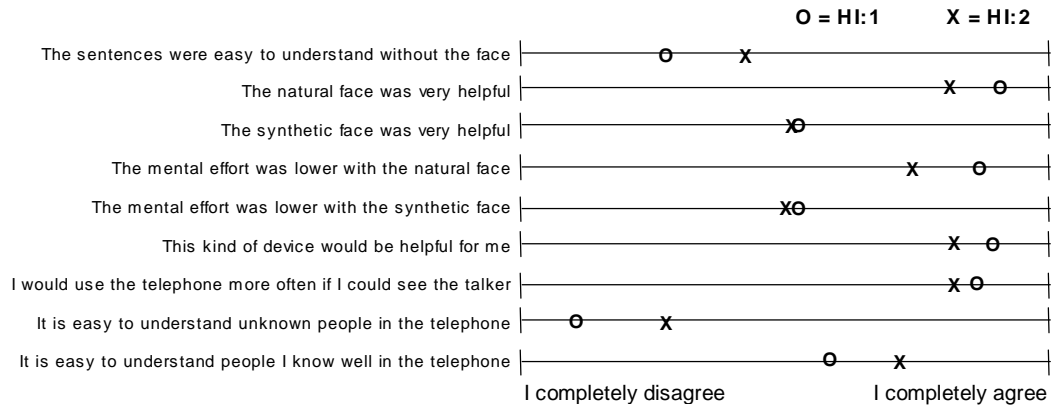 O = HI:1 X = HI:2
The sentences were easy to understand without the face O X
The natural face was very helpful X O
The synthetic face was very helpful X O
The mental effort was lower with the natural face X O
The mental effort was lower with the synthetic face X O
This kind of device would be helpful for me X O
I would use the telephone more often if I could see the talker X O
It is easy to understand unknown people in the telephone O X
It is easy to understand people I know well in the telephone O X
I completely disagree I completely agree